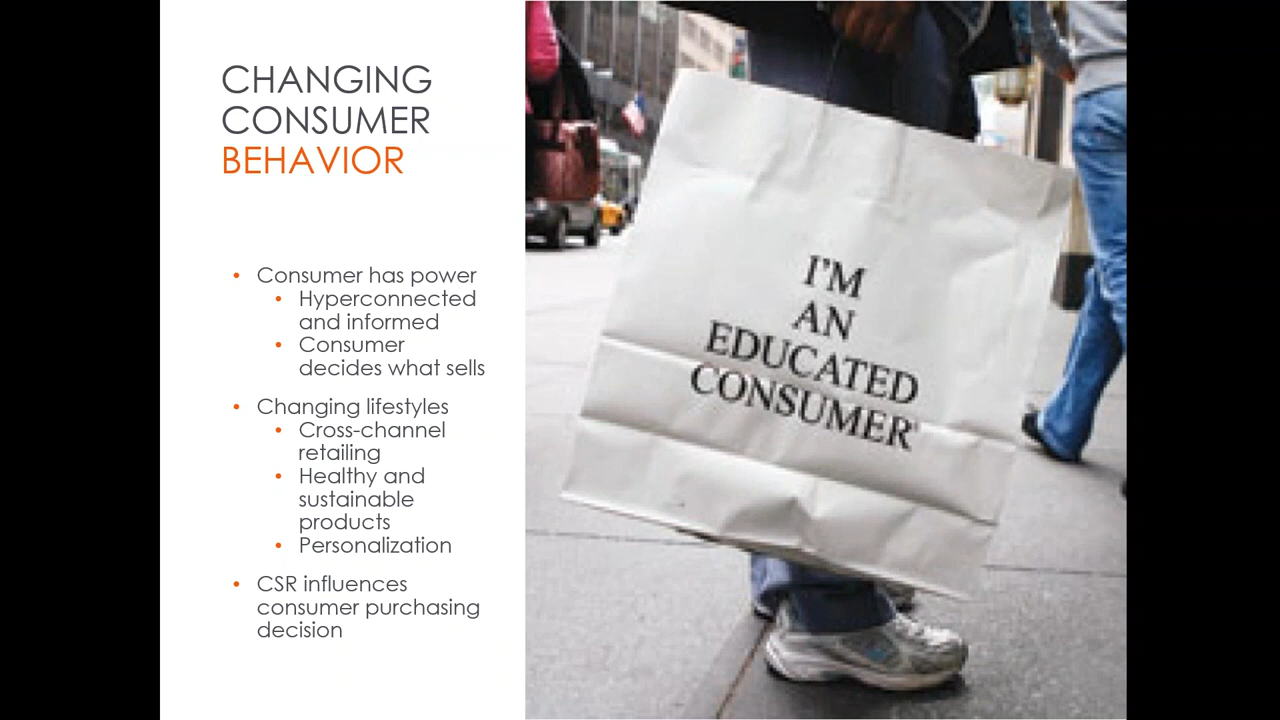 CHANGING
CONSUMER
BEHAVIOR
• Consumer has power
• Hyperconnected
and informed
• Consumer
decides what sells
• Changing lifestyles
• Cross-channel
retailing
• Healthy and
sustainable
products
• Personalization
• CSR influences
consumer purchasing
decision
I'M
AN
EDUCATED
CONSUMER